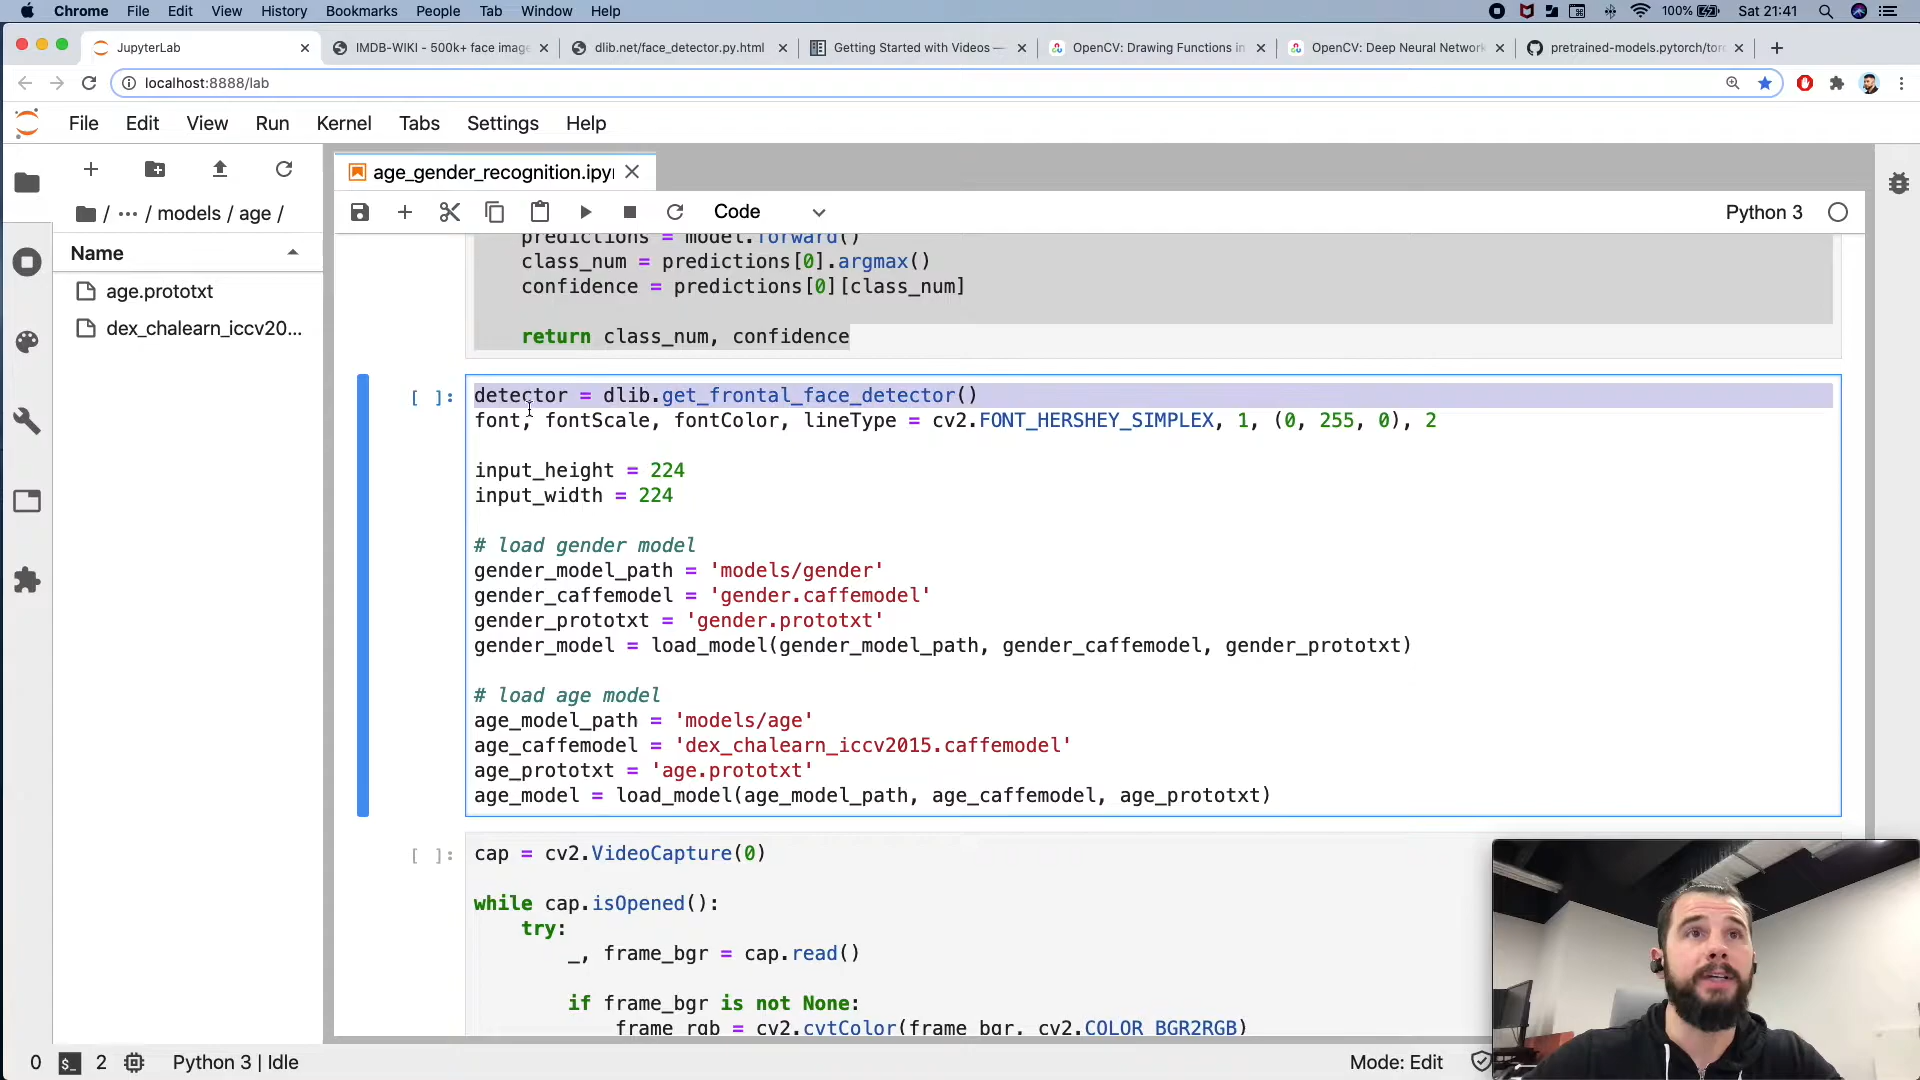 Chrome File Edit View History Bookmarks People Tab Window Help 100% Sat 21:41
JupyterLab IMDB-WIKI - 500k+ face image dlib.net/face_detector.py.html Getting Started with Videos — OpenCV: Drawing Functions in OpenCV: Deep Neural Network pretrained-models.pytorch/torc
localhost:8888/lab
File Edit View Run Kernel Tabs Settings Help
age_gender_recognition.ipyn
/ ··· / models / age /
Code Python 3
Name
age.prototxt
dex_chalearn_iccv20...
predictions = model.forward()
class_num = predictions[0].argmax()
confidence = predictions[0][class_num]
return class_num, confidence
[ ]: detector = dlib.get_frontal_face_detector()
font, fontScale, fontColor, lineType = cv2.FONT_HERSHEY_SIMPLEX, 1, (0, 255, 0), 2
input_height = 224
input_width = 224
# load gender model
gender_model_path = 'models/gender'
gender_caffemodel = 'gender.caffemodel'
gender_prototxt = 'gender.prototxt'
gender_model = load_model(gender_model_path, gender_caffemodel, gender_prototxt)
# load age model
age_model_path = 'models/age'
age_caffemodel = 'dex_chalearn_iccv2015.caffemodel'
age_prototxt = 'age.prototxt'
age_model = load_model(age_model_path, age_caffemodel, age_prototxt)
[ ]: cap = cv2.VideoCapture(0)
while cap.isOpened():
try:
_, frame_bgr = cap.read()
if frame_bgr is not None:
frame_rgb = cv2.cvtColor(frame_bgr, cv2.COLOR_BGR2RGB)
0 2 Python 3 | Idle Mode: Edit